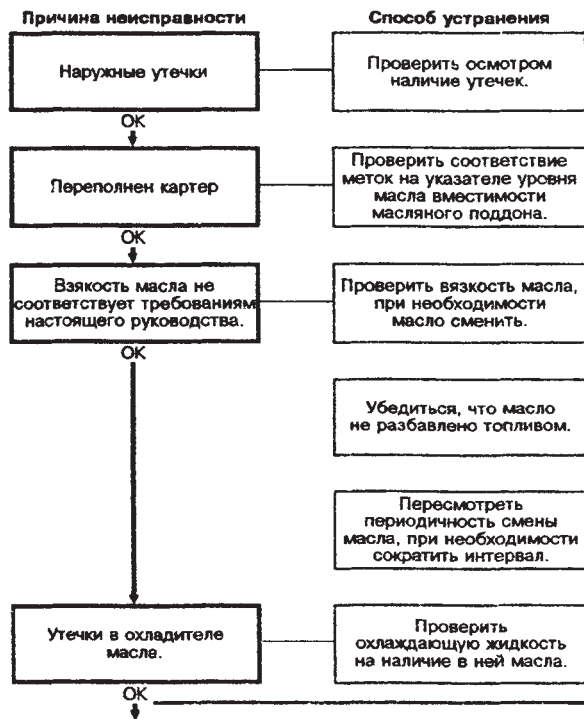 Причина неисправности
Способ устранения
Наружные утечки
Проверить осмотром
наличие утечек.
OK
Переполнен картер
Проверить соответствие
меток на указателе уровня
масла вместимости
масляного поддона.
OK
Взякость масла не
соответствует требованиям
настоящего руководства.
Проверить вязкость масла,
при необходимости
масло сменить.
OK
Убедиться, что масло
не разбавлено топливом.
Пересмотреть
периодичность смены
масла, при необходимости
сократить интервал.
Утечки в охладителе
масле.
Проверить
охлаждающую жидкость
на наличие в ней масла.
OK